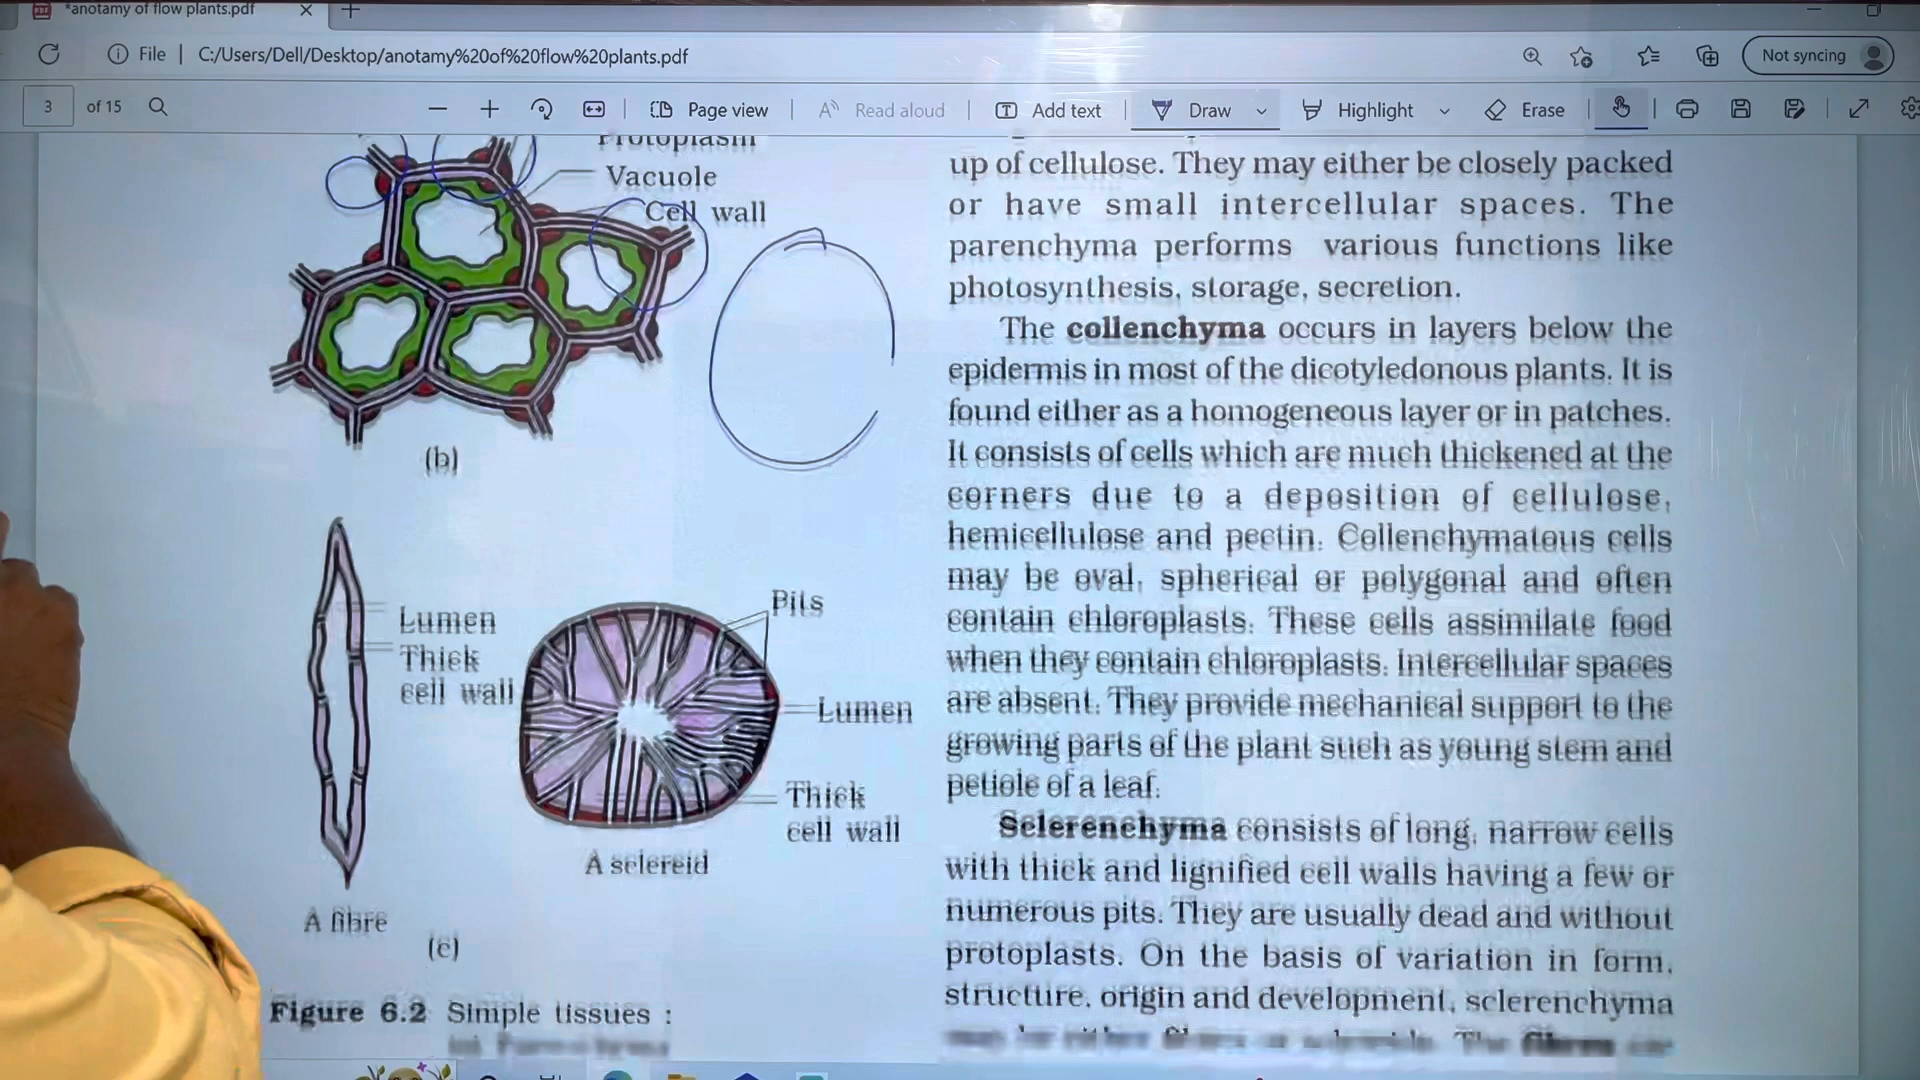 *anotamy of flow plants.pdf
File | C:/Users/Dell/Desktop/anotamy%20of%20flow%20plants.pdf
Not syncing
3 of 15
Page view
Read aloud
Add text
Draw
Highlight
Erase
Protoplasm
Vacuole
Cell wall
(b)
Lumen
Thick
cell wall
A fibre
Pits
Lumen
Thick
cell wall
A sclereid
(c)
Figure 6.2 Simple tissues :
up of cellulose. They may either be closely packed
or have small intercellular spaces. The
parenchyma performs various functions like
photosynthesis, storage, secretion.
The collenchyma occurs in layers below the
epidermis in most of the dicotyledonous plants. It is
found either as a homogeneous layer or in patches.
It consists of cells which are much thickened at the
corners due to a deposition of cellulose,
hemicellulose and pectin. Collenchymatous cells
may be oval, spherical or polygonal and often
contain chloroplasts. These cells assimilate food
when they contain chloroplasts. Intercellular spaces
are absent. They provide mechanical support to the
growing parts of the plant such as young stem and
petiole of a leaf.
Sclerenchyma consists of long, narrow cells
with thick and lignified cell walls having a few or
numerous pits. They are usually dead and without
protoplasts. On the basis of variation in form,
structure, origin and development, sclerenchyma